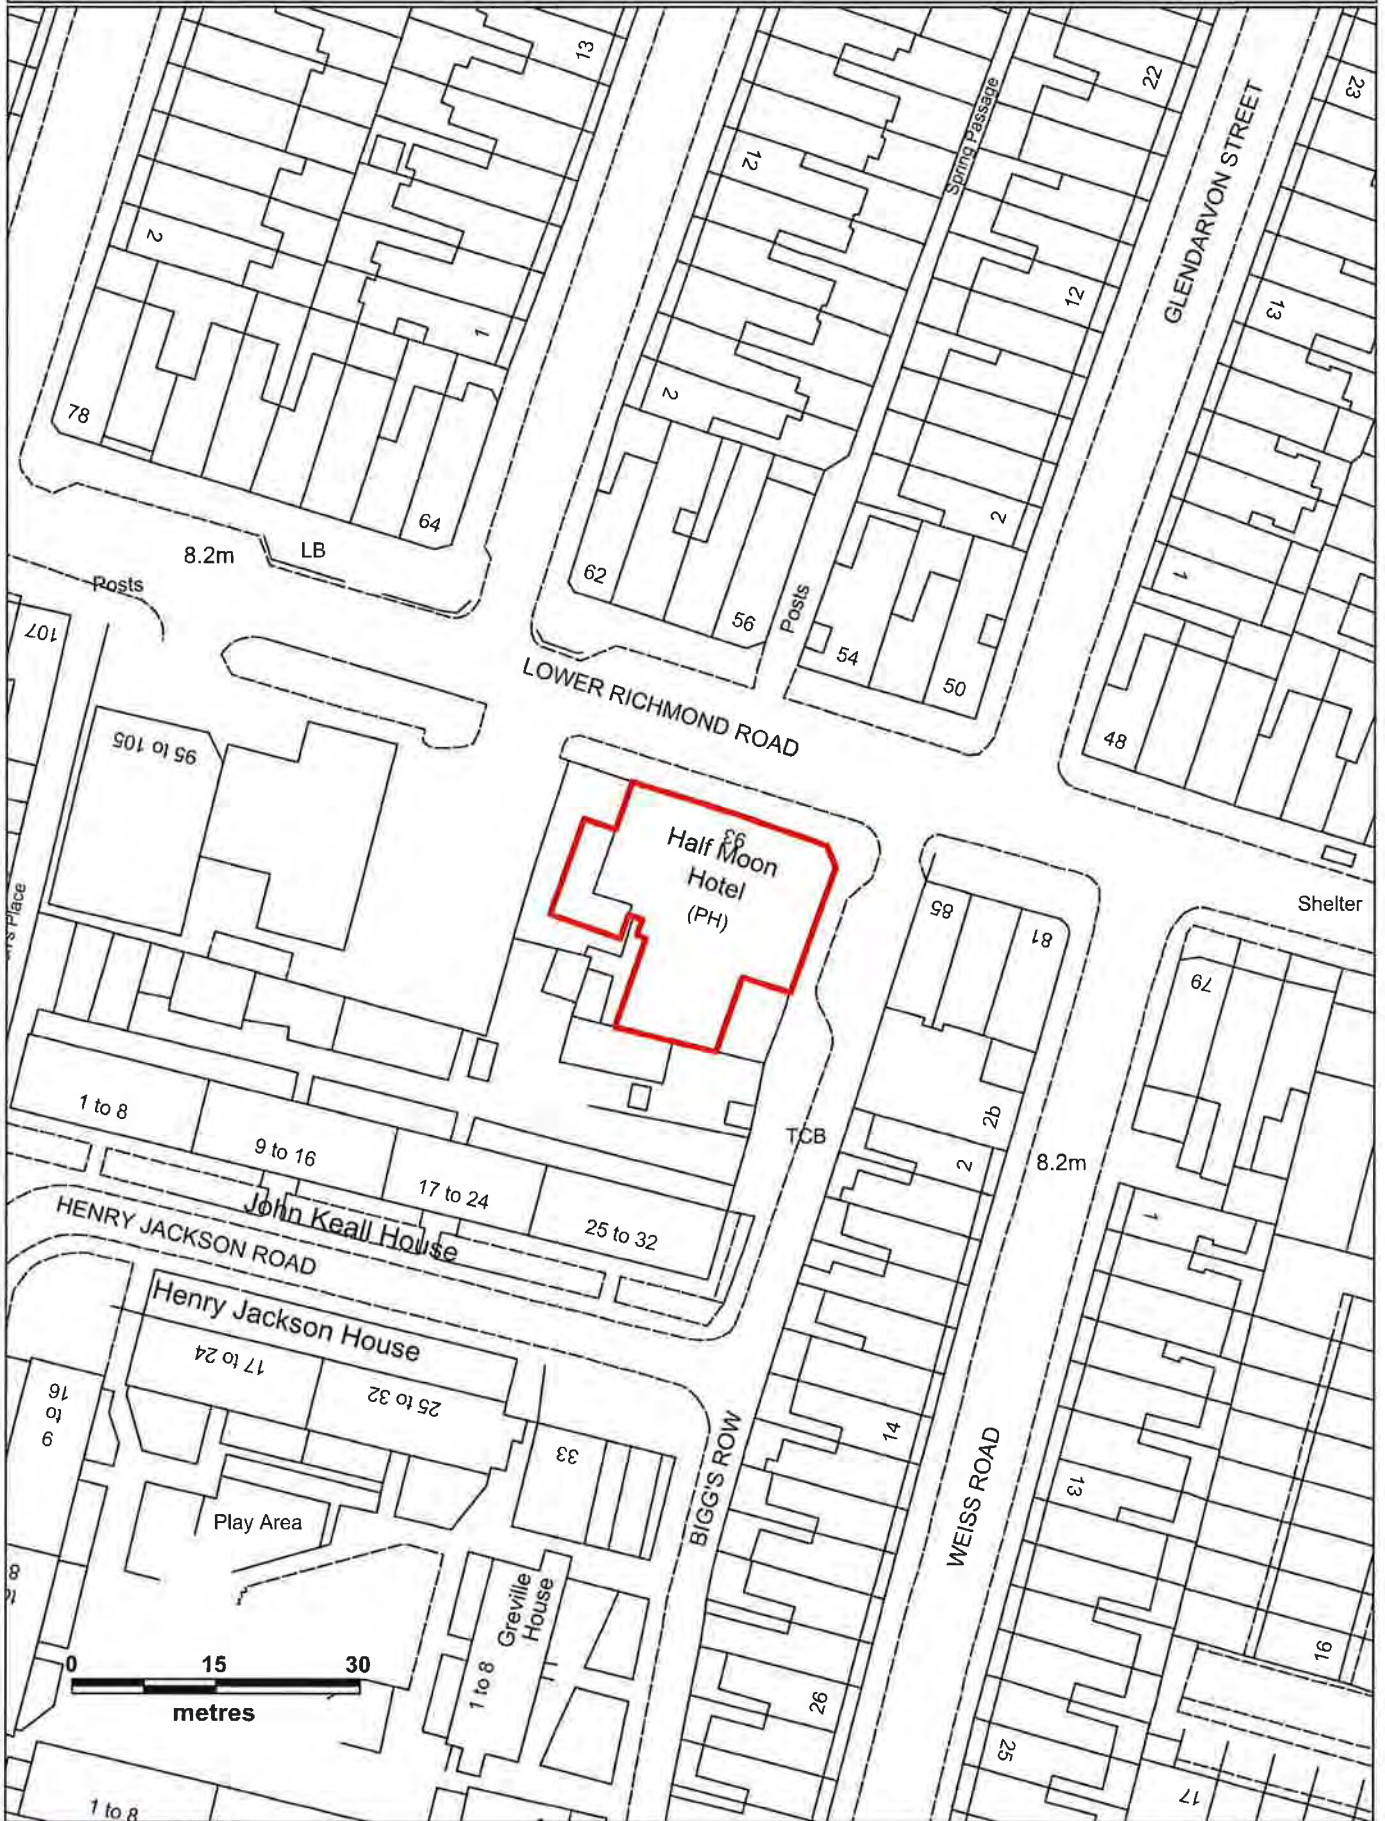 13
22
23
Spring Passage
GLENDARVON STREET
12
2
12
13
1
2
78
64
2
1
8.2m
LB
62
56
Posts
54
50
48
Posts
107
LOWER RICHMOND ROAD
95 to 105
93
Half Moon
Hotel
(PH)
85
81
Shelter
79
1 to 8
9 to 16
17 to 24
25 to 32
TCB
2b
2
8.2m
1
John Keall House
HENRY JACKSON ROAD
Henry Jackson House
17 to 24
25 to 32
9
to
16
33
BIGG'S ROW
14
WEISS ROAD
13
Play Area
Greville
House
1 to 8
26
16
25
17
0 15 30
metres
1 to 8